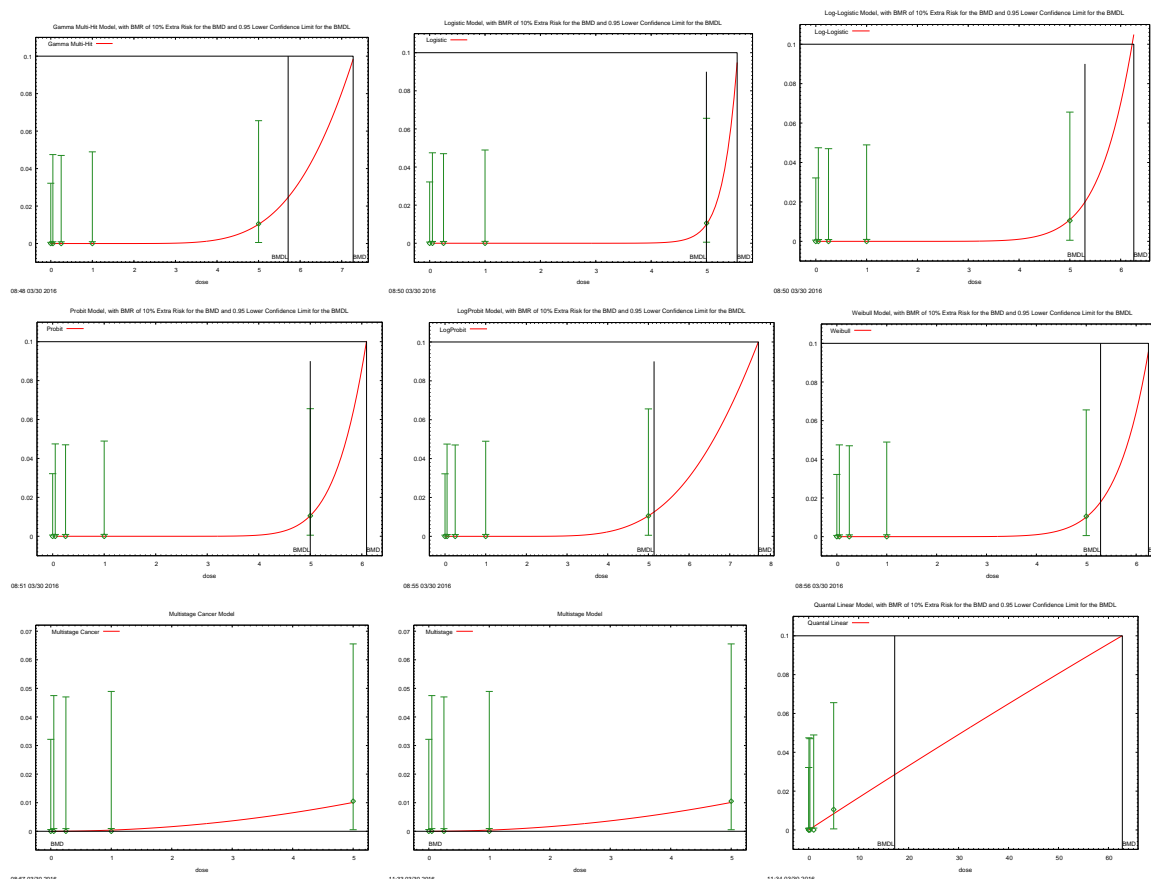 Gamma Multi-Hit Model, with BMR of 10% Extra Risk for the BMD and 0.95 Lower Confidence Limit for the BMDL
Gamma Multi-Hit
0.1
0.08
0.06
0.04
0.02
0
BMDL BMD
0 1 2 3 4 5 6 7
dose
08:48 03/30 2016
Logistic Model, with BMR of 10% Extra Risk for the BMD and 0.95 Lower Confidence Limit for the BMDL
Logistic
0.1
0.08
0.06
0.04
0.02
0
BMDL BMD
0 1 2 3 4 5
dose
08:50 03/30 2016
Log-Logistic Model, with BMR of 10% Extra Risk for the BMD and 0.95 Lower Confidence Limit for the BMDL
Log-Logistic
0.1
0.08
0.06
0.04
0.02
0
BMDL BMD
0 1 2 3 4 5 6
dose
08:50 03/30 2016
Probit Model, with BMR of 10% Extra Risk for the BMD and 0.95 Lower Confidence Limit for the BMDL
Probit
0.1
0.08
0.06
0.04
0.02
0
BMDL BMD
0 1 2 3 4 5 6
dose
08:51 03/30 2016
LogProbit Model, with BMR of 10% Extra Risk for the BMD and 0.95 Lower Confidence Limit for the BMDL
LogProbit
0.1
0.08
0.06
0.04
0.02
0
BMDL BMD
0 1 2 3 4 5 6 7 8
dose
08:55 03/30 2016
Weibull Model, with BMR of 10% Extra Risk for the BMD and 0.95 Lower Confidence Limit for the BMDL
Weibull
0.1
0.08
0.06
0.04
0.02
0
BMDL BMD
0 1 2 3 4 5 6
dose
08:56 03/30 2016
Multistage Cancer Model
Multistage Cancer
0.07
0.06
0.05
0.04
0.03
0.02
0.01
0
BMD
0 1 2 3 4 5
dose
Multistage Model
Multistage
0.07
0.06
0.05
0.04
0.03
0.02
0.01
0
BMD
0 1 2 3 4 5
dose
Quantal Linear Model, with BMR of 10% Extra Risk for the BMD and 0.95 Lower Confidence Limit for the BMDL
Quantal Linear
0.1
0.08
0.06
0.04
0.02
0
BMDL BMD
0 10 20 30 40 50 60
dose